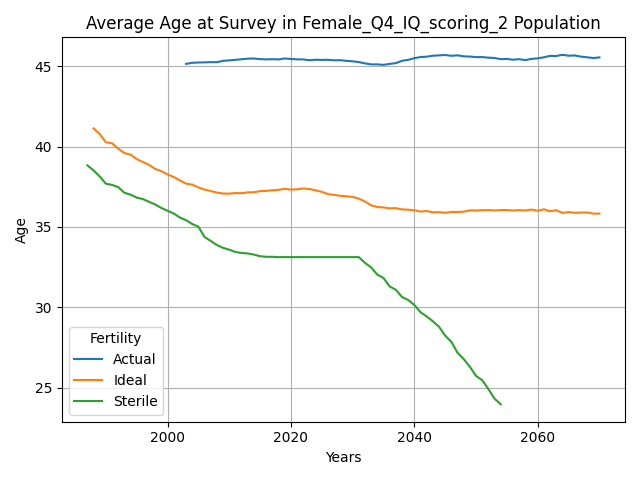 Average Age at Survey in Female_Q4_IQ_scoring_2 Population
Age
45
40
35
30
25
Fertility
Actual
Ideal
Sterile
2000 2020 2040 2060
Years